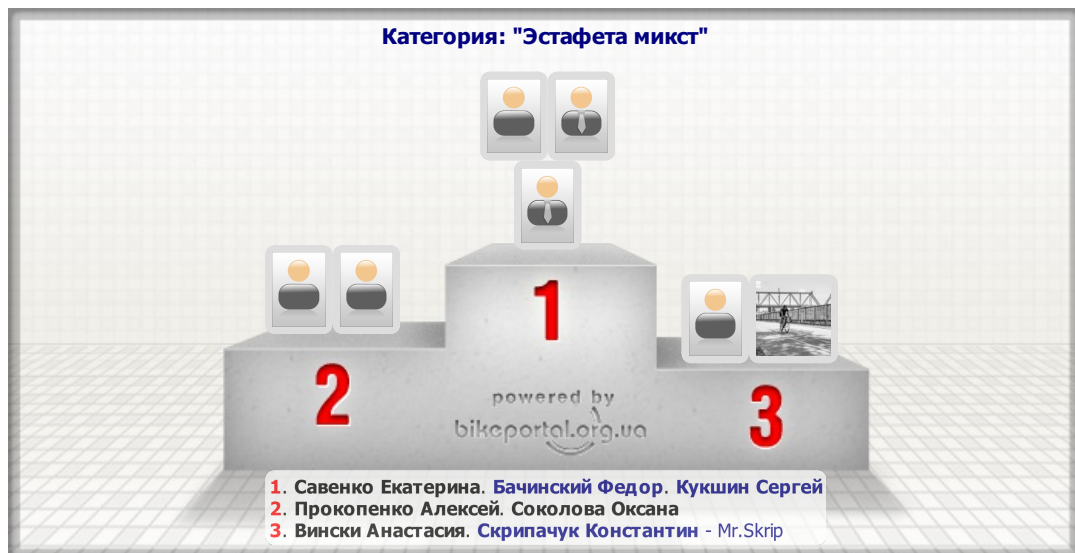 Категория: "Эстафета микст"
1
2
3
powered by
bikeportal.org.ua
1. Савенко Екатерина. Бачинский Федор. Кукшин Сергей
2. Прокопенко Алексей. Соколова Оксана
3. Вински Анастасия. Скрипачук Константин - Mr.Skrip